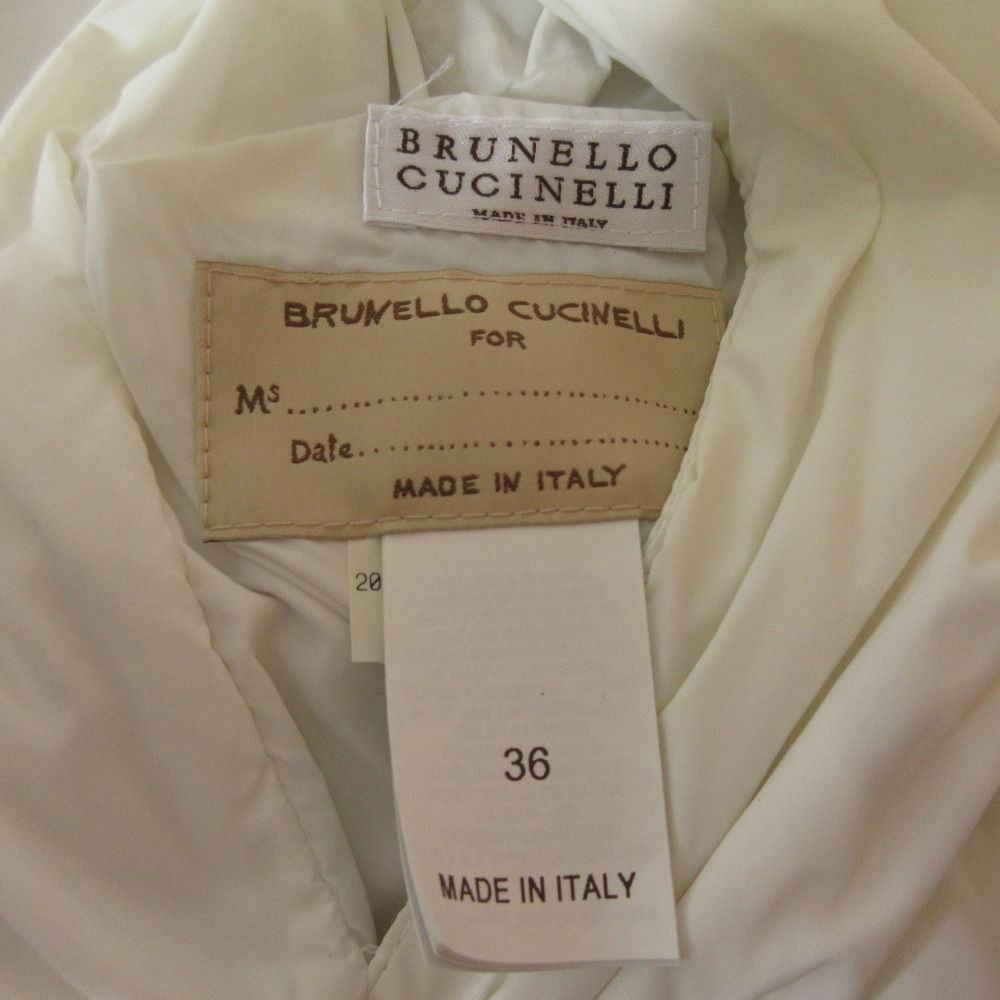 BRUNELLO
CUCINELLI
MADE IN ITALY
BRUNELLO CUCINELLI
FOR
Ms..............................
Date..............................
MADE IN ITALY
20
36
MADE IN ITALY